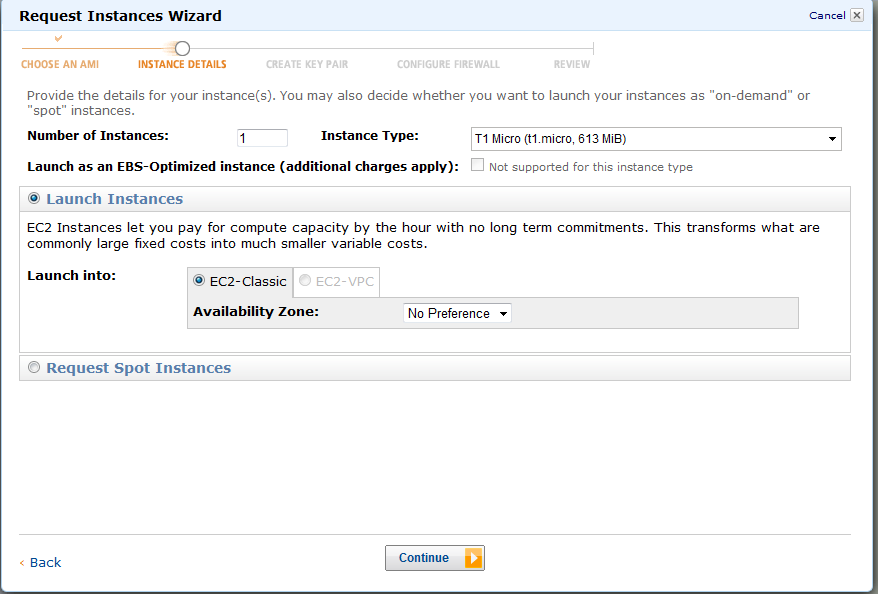 Request Instances Wizard
Cancel
CHOOSE AN AMI
INSTANCE DETAILS
CREATE KEY PAIR
CONFIGURE FIREWALL
REVIEW
Provide the details for your instance(s). You may also decide whether you want to launch your instances as "on-demand" or
"spot" instances.
Number of Instances: 1 Instance Type: T1 Micro (t1.micro, 613 MiB)
Launch as an EBS-Optimized instance (additional charges apply): Not supported for this instance type
Launch Instances
EC2 Instances let you pay for compute capacity by the hour with no long term commitments. This transforms what are
commonly large fixed costs into much smaller variable costs.
Launch into: EC2-Classic EC2-VPC
Availability Zone: No Preference
Request Spot Instances
< Back
Continue